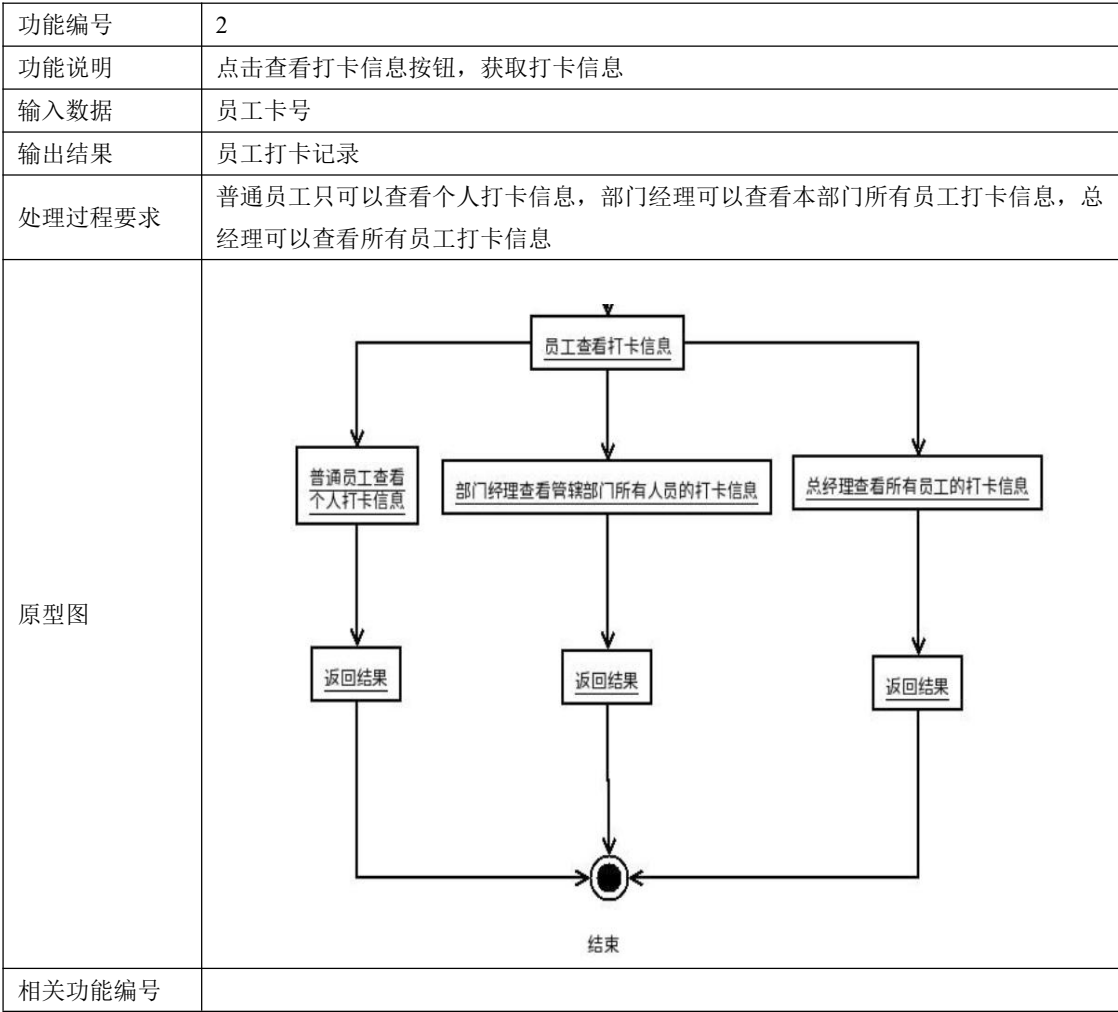 功能编号
2
功能说明
点击查看打卡信息按钮，获取打卡信息
输入数据
员工卡号
输出结果
员工打卡记录
处理过程要求
普通员工只可以查看个人打卡信息，部门经理可以查看本部门所有员工打卡信息，总
经理可以查看所有员工打卡信息
原型图
员工查看打卡信息
普通员工查看
个人打卡信息
部门经理查看管辖部门所有人员的打卡信息
总经理查看所有员工的打卡信息
返回结果
返回结果
返回结果
结束
相关功能编号